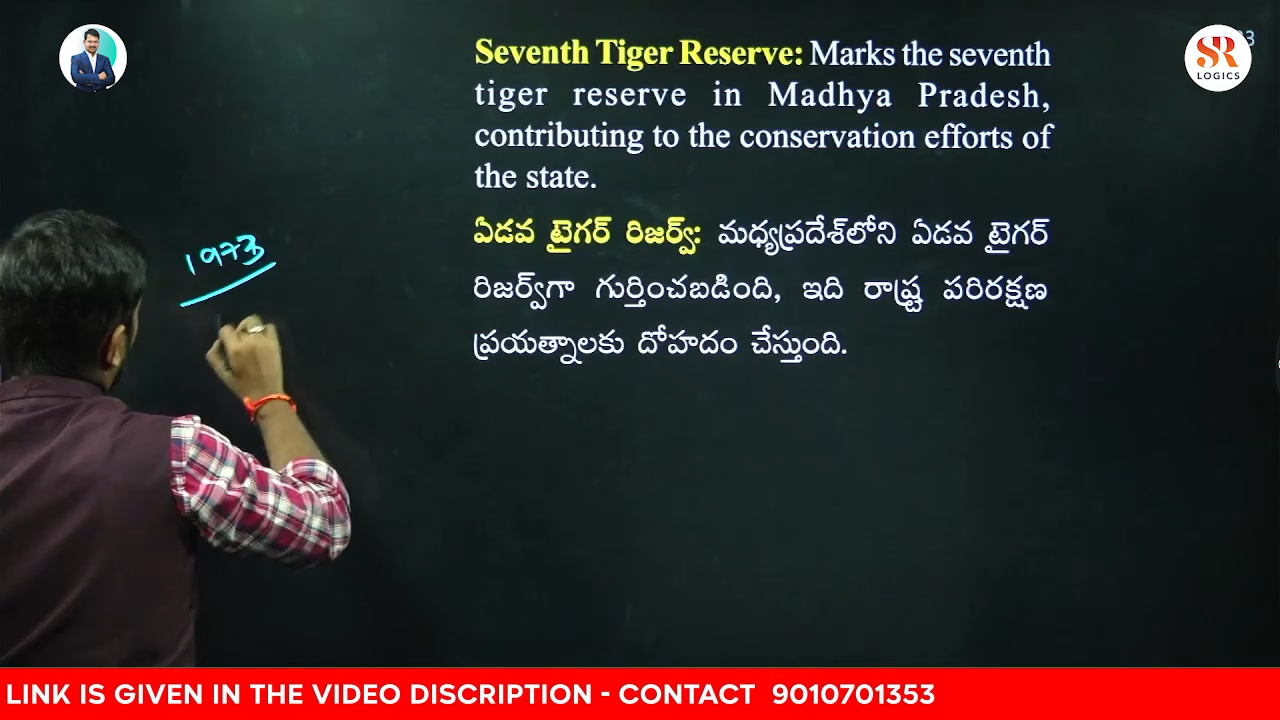 Seventh Tiger Reserve: Marks the seventh
tiger reserve in Madhya Pradesh,
contributing to the conservation efforts of
the state.
ఏడవ టైగర్ రిజర్వ్: మధ్యప్రదేశ్‌లోని ఏడవ టైగర్
రిజర్వ్‌గా గుర్తించబడింది, ఇది రాష్ట్ర పరిరక్షణ
ప్రయత్నాలకు దోహదం చేస్తుంది.
1973
SR
LOGICS
LINK IS GIVEN IN THE VIDEO DISCRIPTION - CONTACT 9010701353